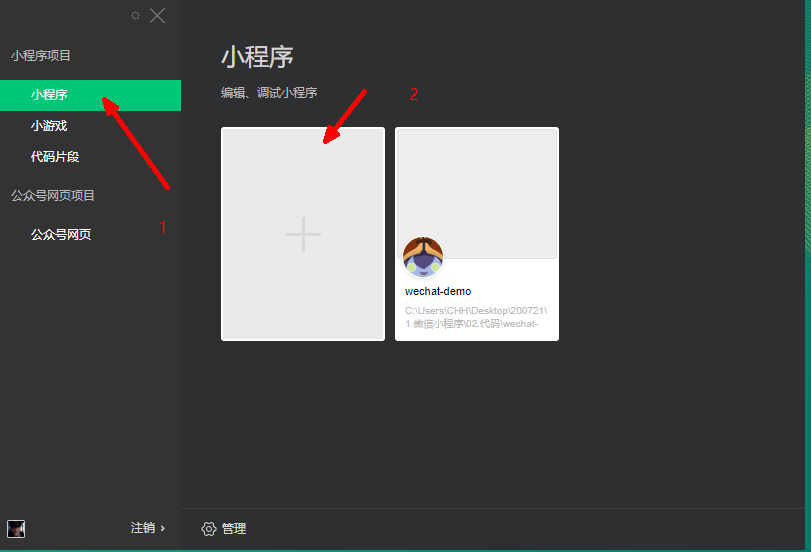 小程序项目
小程序
小游戏
代码片段
公众号网页项目
公众号网页
1
注销 ›
小程序
编辑、调试小程序
2
wechat-demo
C:\Users\CHH\Desktop\200721\
1.微信小程序\02.代码\wechat-
管理